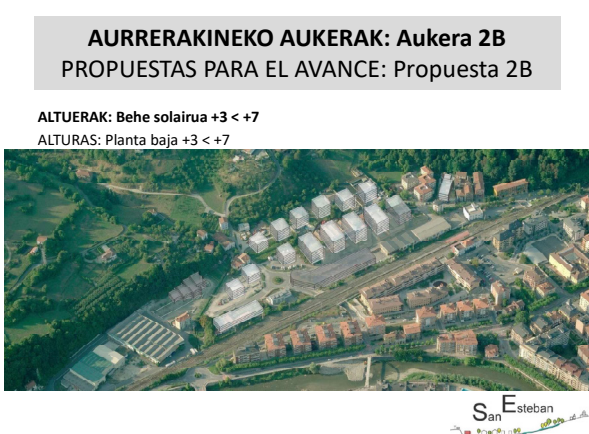 AURRERAKINEKO AUKERAK: Aukera 2B
PROPUESTAS PARA EL AVANCE: Propuesta 2B
ALTUERAK: Behe solairua +3 < +7
ALTURAS: Planta baja +3 < +7
San Esteban